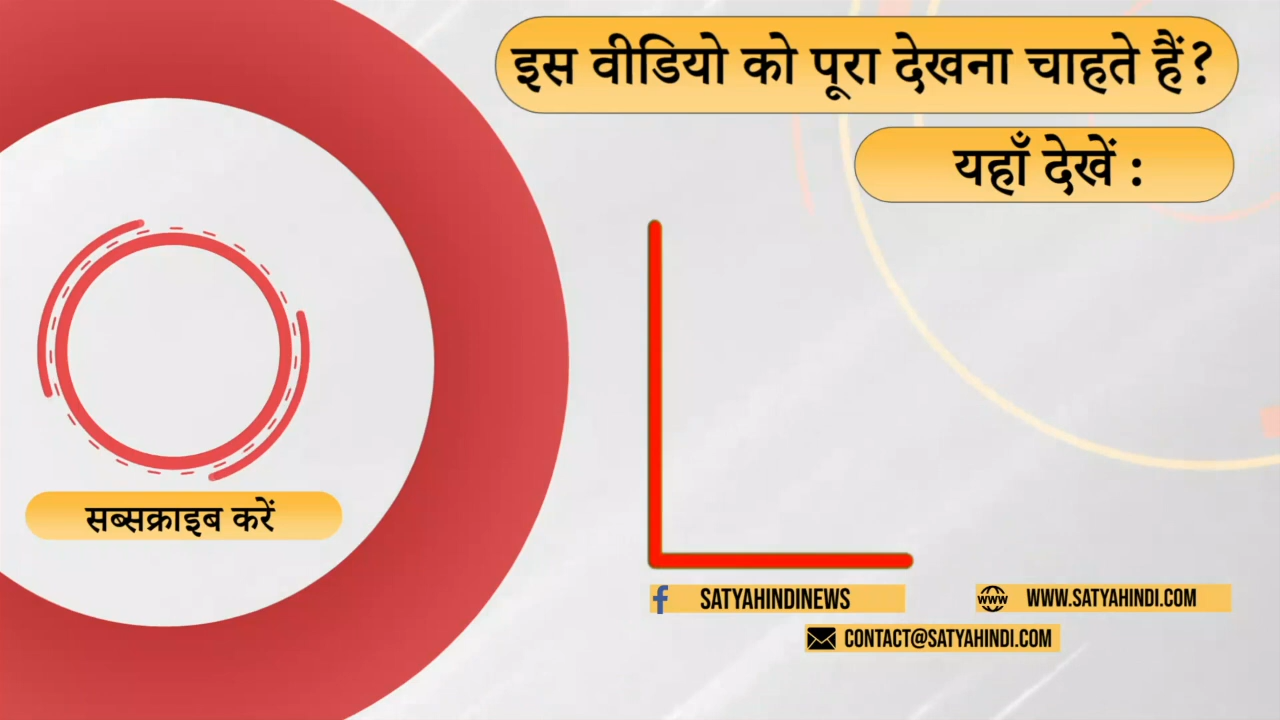 इस वीडियो को पूरा देखना चाहते हैं?
यहाँ देखें :
सब्सक्राइब करें
SATYAHINDINEWS
WWW.SATYAHINDI.COM
CONTACT@SATYAHINDI.COM